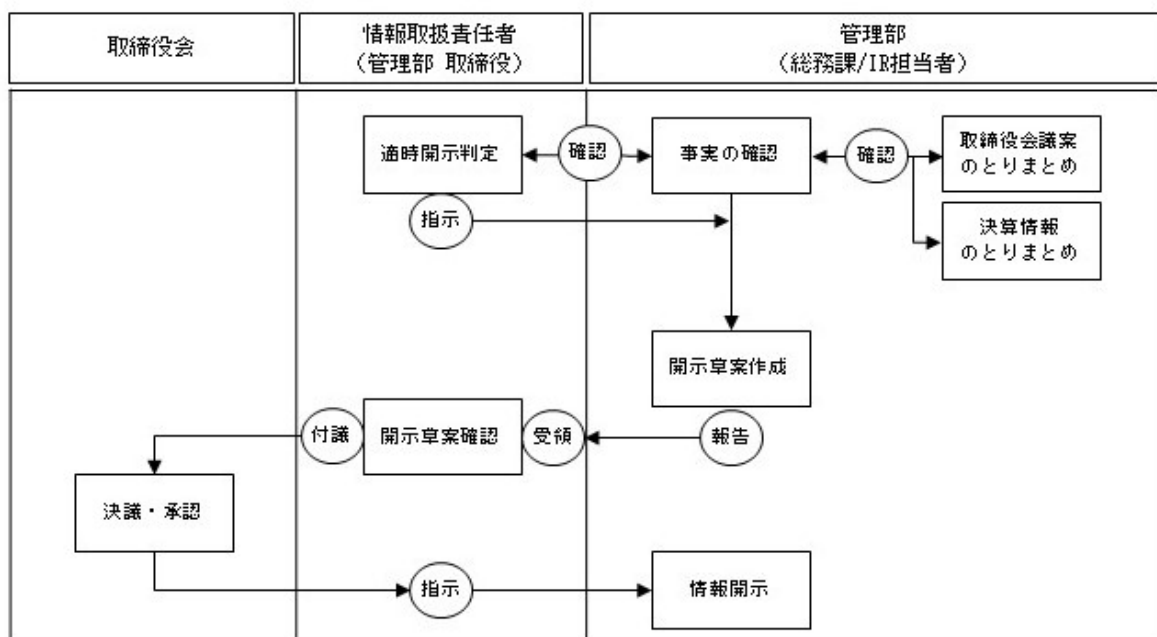 取締役会
情報取扱責任者
（管理部 取締役）
管理部
（総務課/IR担当者）
適時開示判定
確認
事実の確認
確認
取締役会議案
のとりまとめ
指示
決算情報
のとりまとめ
開示草案作成
付議
開示草案確認
受領
報告
決議・承認
指示
情報開示